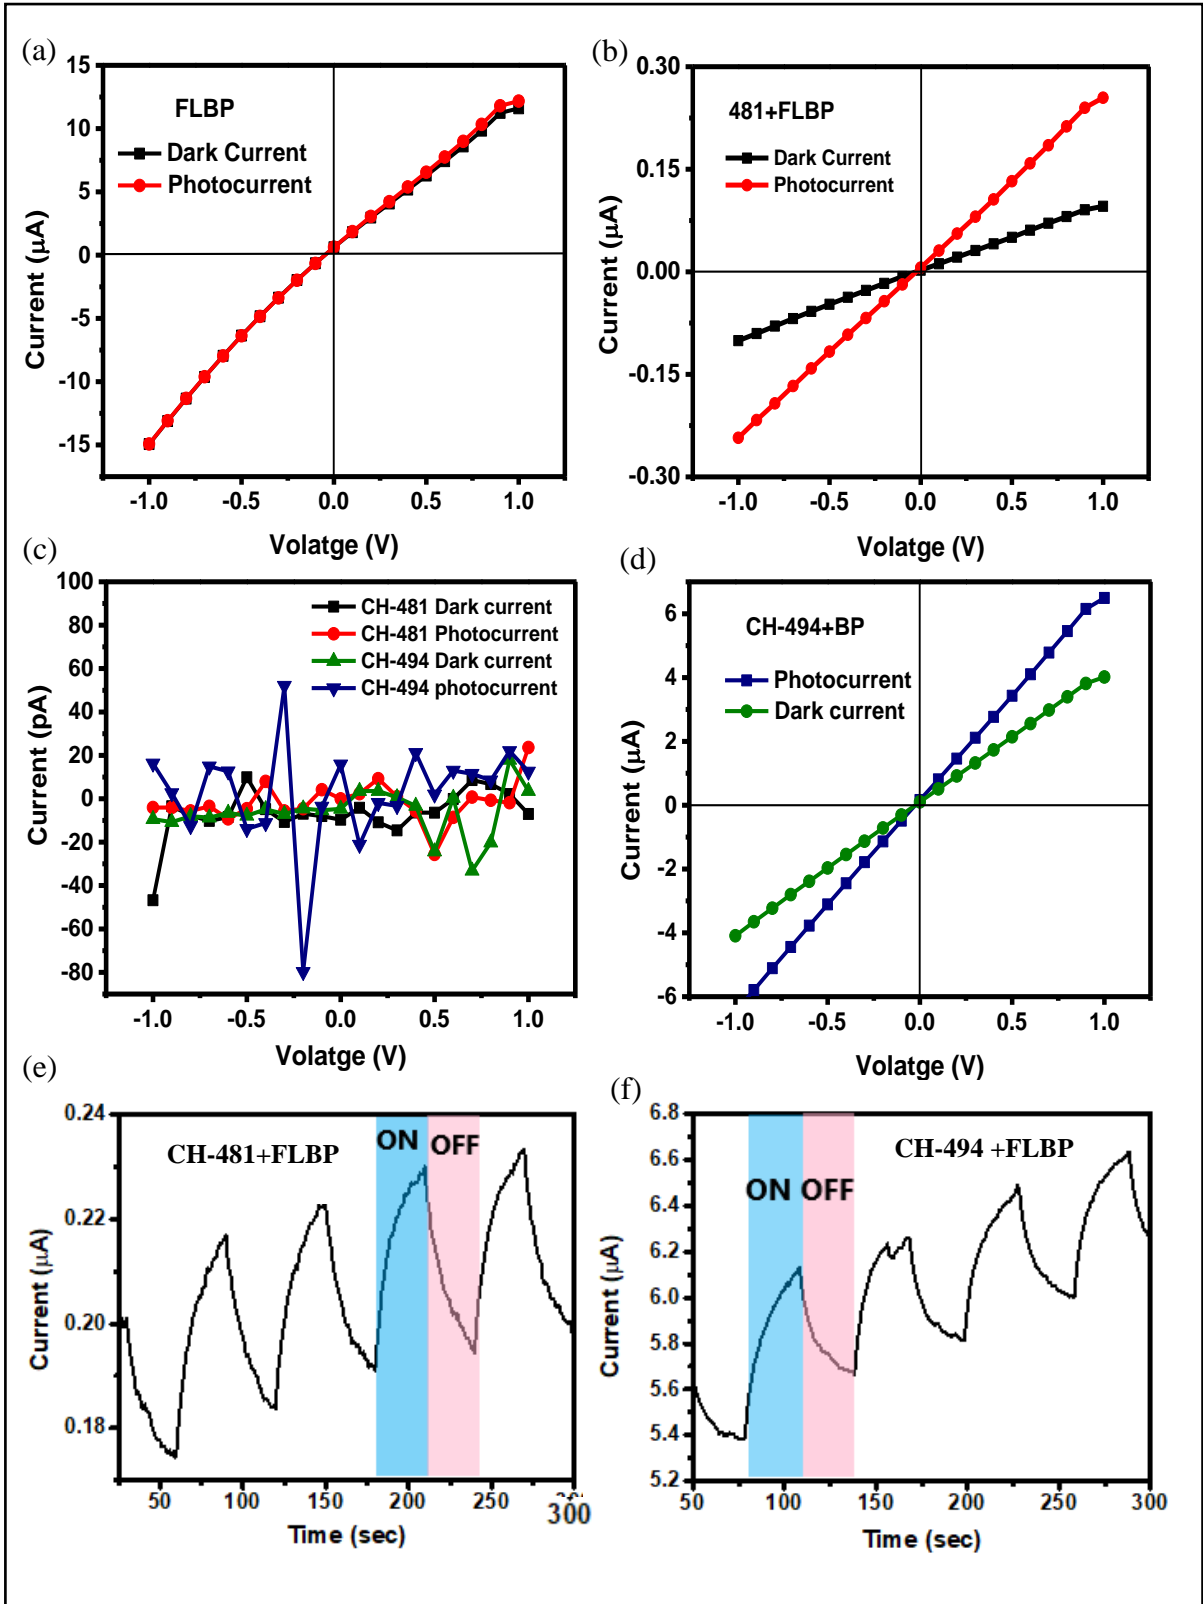 (a)
15
10
5
0
-5
-10
-15
Current (µA)
FLBP
Dark Current
Photocurrent
-1.0 -0.5 0.0 0.5 1.0
Volatge (V)
(b)
0.30
0.15
0.00
-0.15
-0.30
Current (µA)
481+FLBP
Dark Current
Photocurrent
-1.0 -0.5 0.0 0.5 1.0
Volatge (V)
(c)
100
80
60
40
20
0
-20
-40
-60
-80
Current (pA)
CH-481 Dark current
CH-481 Photocurrent
CH-494 Dark current
CH-494 photocurrent
-1.0 -0.5 0.0 0.5 1.0
Volatge (V)
(d)
6
4
2
0
-2
-4
-6
Current (µA)
CH-494+BP
Photocurrent
Dark current
-1.0 -0.5 0.0 0.5 1.0
Volatge (V)
(e)
0.24
0.22
0.20
0.18
Current (µA)
CH-481+FLBP
ON OFF
50 100 150 200 250 300
Time (sec)
(f)
6.8
6.6
6.4
6.2
6.0
5.8
5.6
5.4
5.2
Current (µA)
CH-494 +FLBP
ON OFF
50 100 150 200 250 300
Time (sec)